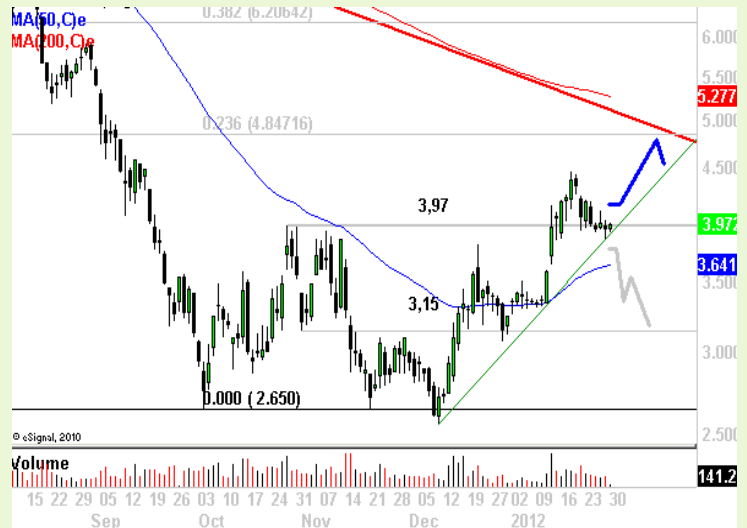 0.382 (6.20642)
MA(50,C)e
MA(200,C)e
6.000
5.500
5.277
5.000
0.236 (4.84716)
4.500
3,97
3.972
3.641
3.500
3,15
3.000
0.000 (2.650)
2.500
© eSignal, 2010
Volume
141.2
15 22 29 05 12 19 26 03 10 17 24 31 07 14 21 28 05 12 19 27 02 09 16 23 30
Sep Oct Nov Dec 2012